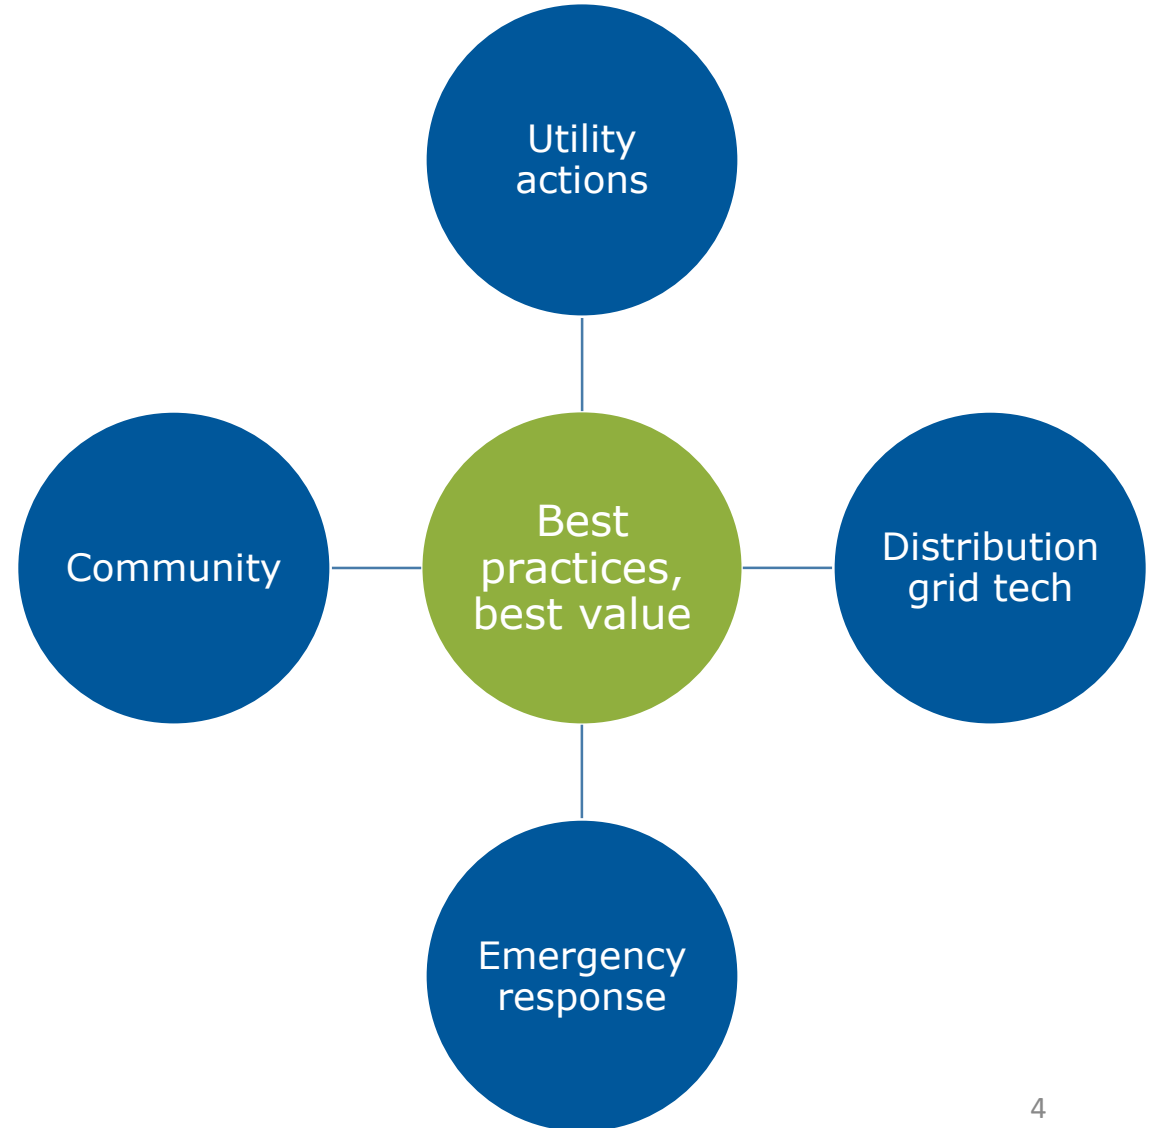 Utility
actions
Community
Best
practices,
best value
Distribution
grid tech
Emergency
response
4